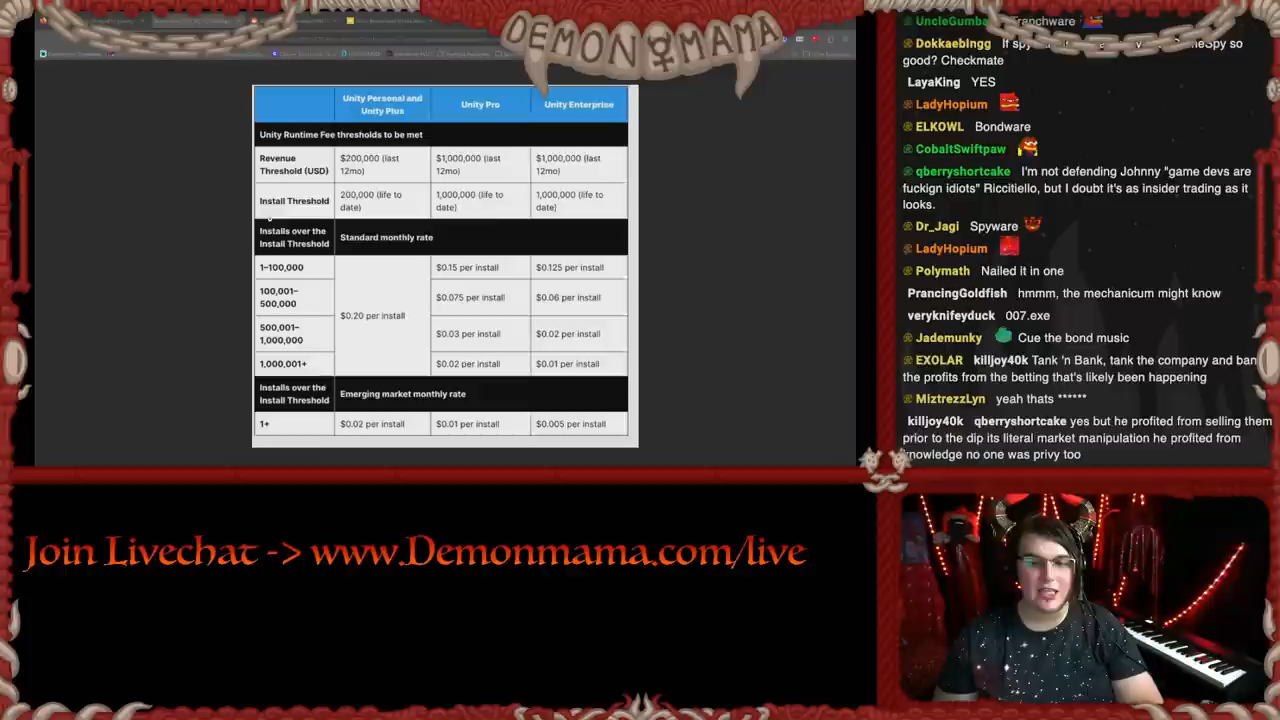 DEMON MAMA
Unity Personal and
Unity Plus
Unity Pro
Unity Enterprise
Unity Runtime Fee thresholds to be met
Revenue
Threshold (USD)
$200,000 (last
12mo)
$1,000,000 (last
12mo)
$1,000,000 (last
12mo)
Install Threshold
200,000 (life to
date)
1,000,000 (life to
date)
1,000,000 (life to
date)
Installs over the
Install Threshold
Standard monthly rate
1–100,000
$0.20 per install
$0.15 per install
$0.125 per install
100,001–
500,000
$0.075 per install
$0.06 per install
500,001–
1,000,000
$0.03 per install
$0.02 per install
1,000,001+
$0.02 per install
$0.01 per install
Installs over the
Install Threshold
Emerging market monthly rate
1+
$0.02 per install
$0.01 per install
$0.005 per install
UncleGumba
Dokkaebingg If
so
good? Checkmate
LayaKing YES
LadyHopium
ELKOWL Bondware
CobaltSwiftpaw
qberryshortcake I'm not defending Johnny "game devs are
fuckign idiots" Riccitiello, but I doubt it's as insider trading as it
looks.
Dr_Jagi Spyware
LadyHopium
Polymath Nailed it in one
PrancingGoldfish hmmm, the mechanicum might know
veryknifeyduck 007.exe
Jademunky Cue the bond music
EXOLAR killjoy40k Tank 'n Bank, tank the company and ban
the profits from the betting that's likely been happening
MiztrezzLyn yeah thats ******
killjoy40k qberryshortcake yes but he profited from selling them
prior to the dip its literal market manipulation he profited from
knowledge no one was privy too
Join Livechat -> www.Demonmama.com/live